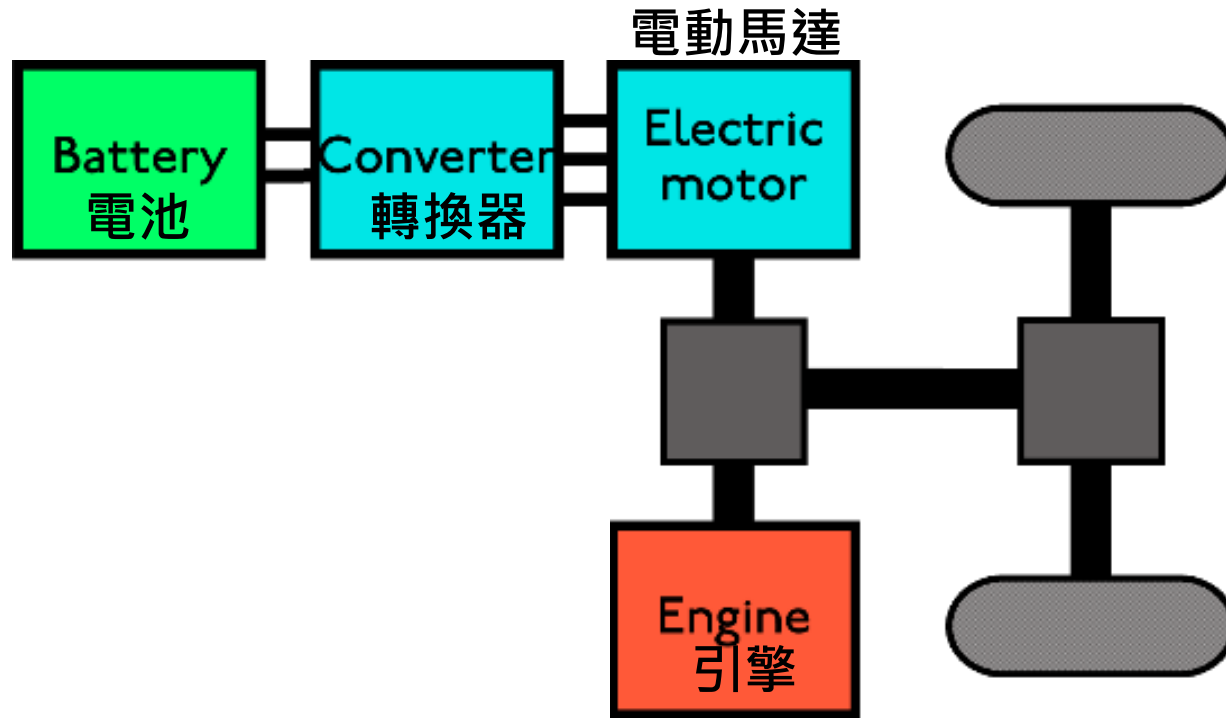 電動馬達
Battery
電池
Converter
轉換器
Electric
motor
Engine
引擎